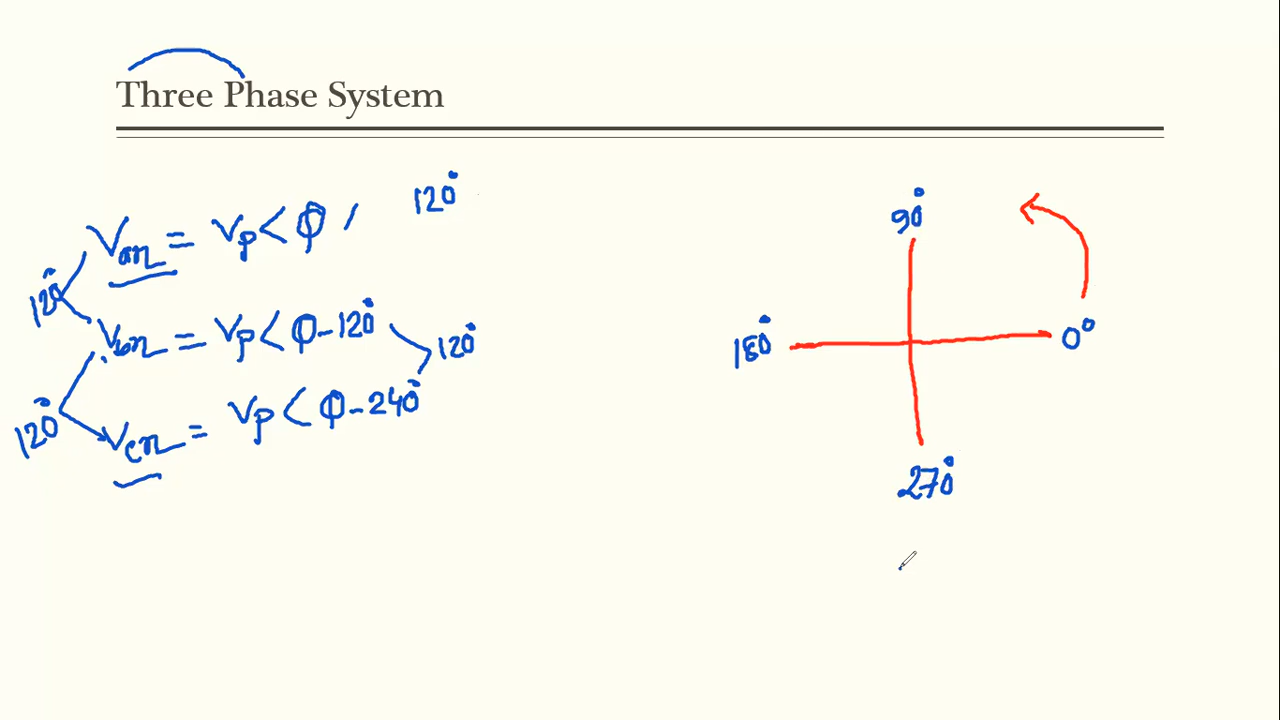 Three Phase System
Van = Vp < φ, 120°
120°
Vbn = Vp < φ-120°
120°
Vcn = Vp < φ-240°
120°
90°
180°
0°
270°